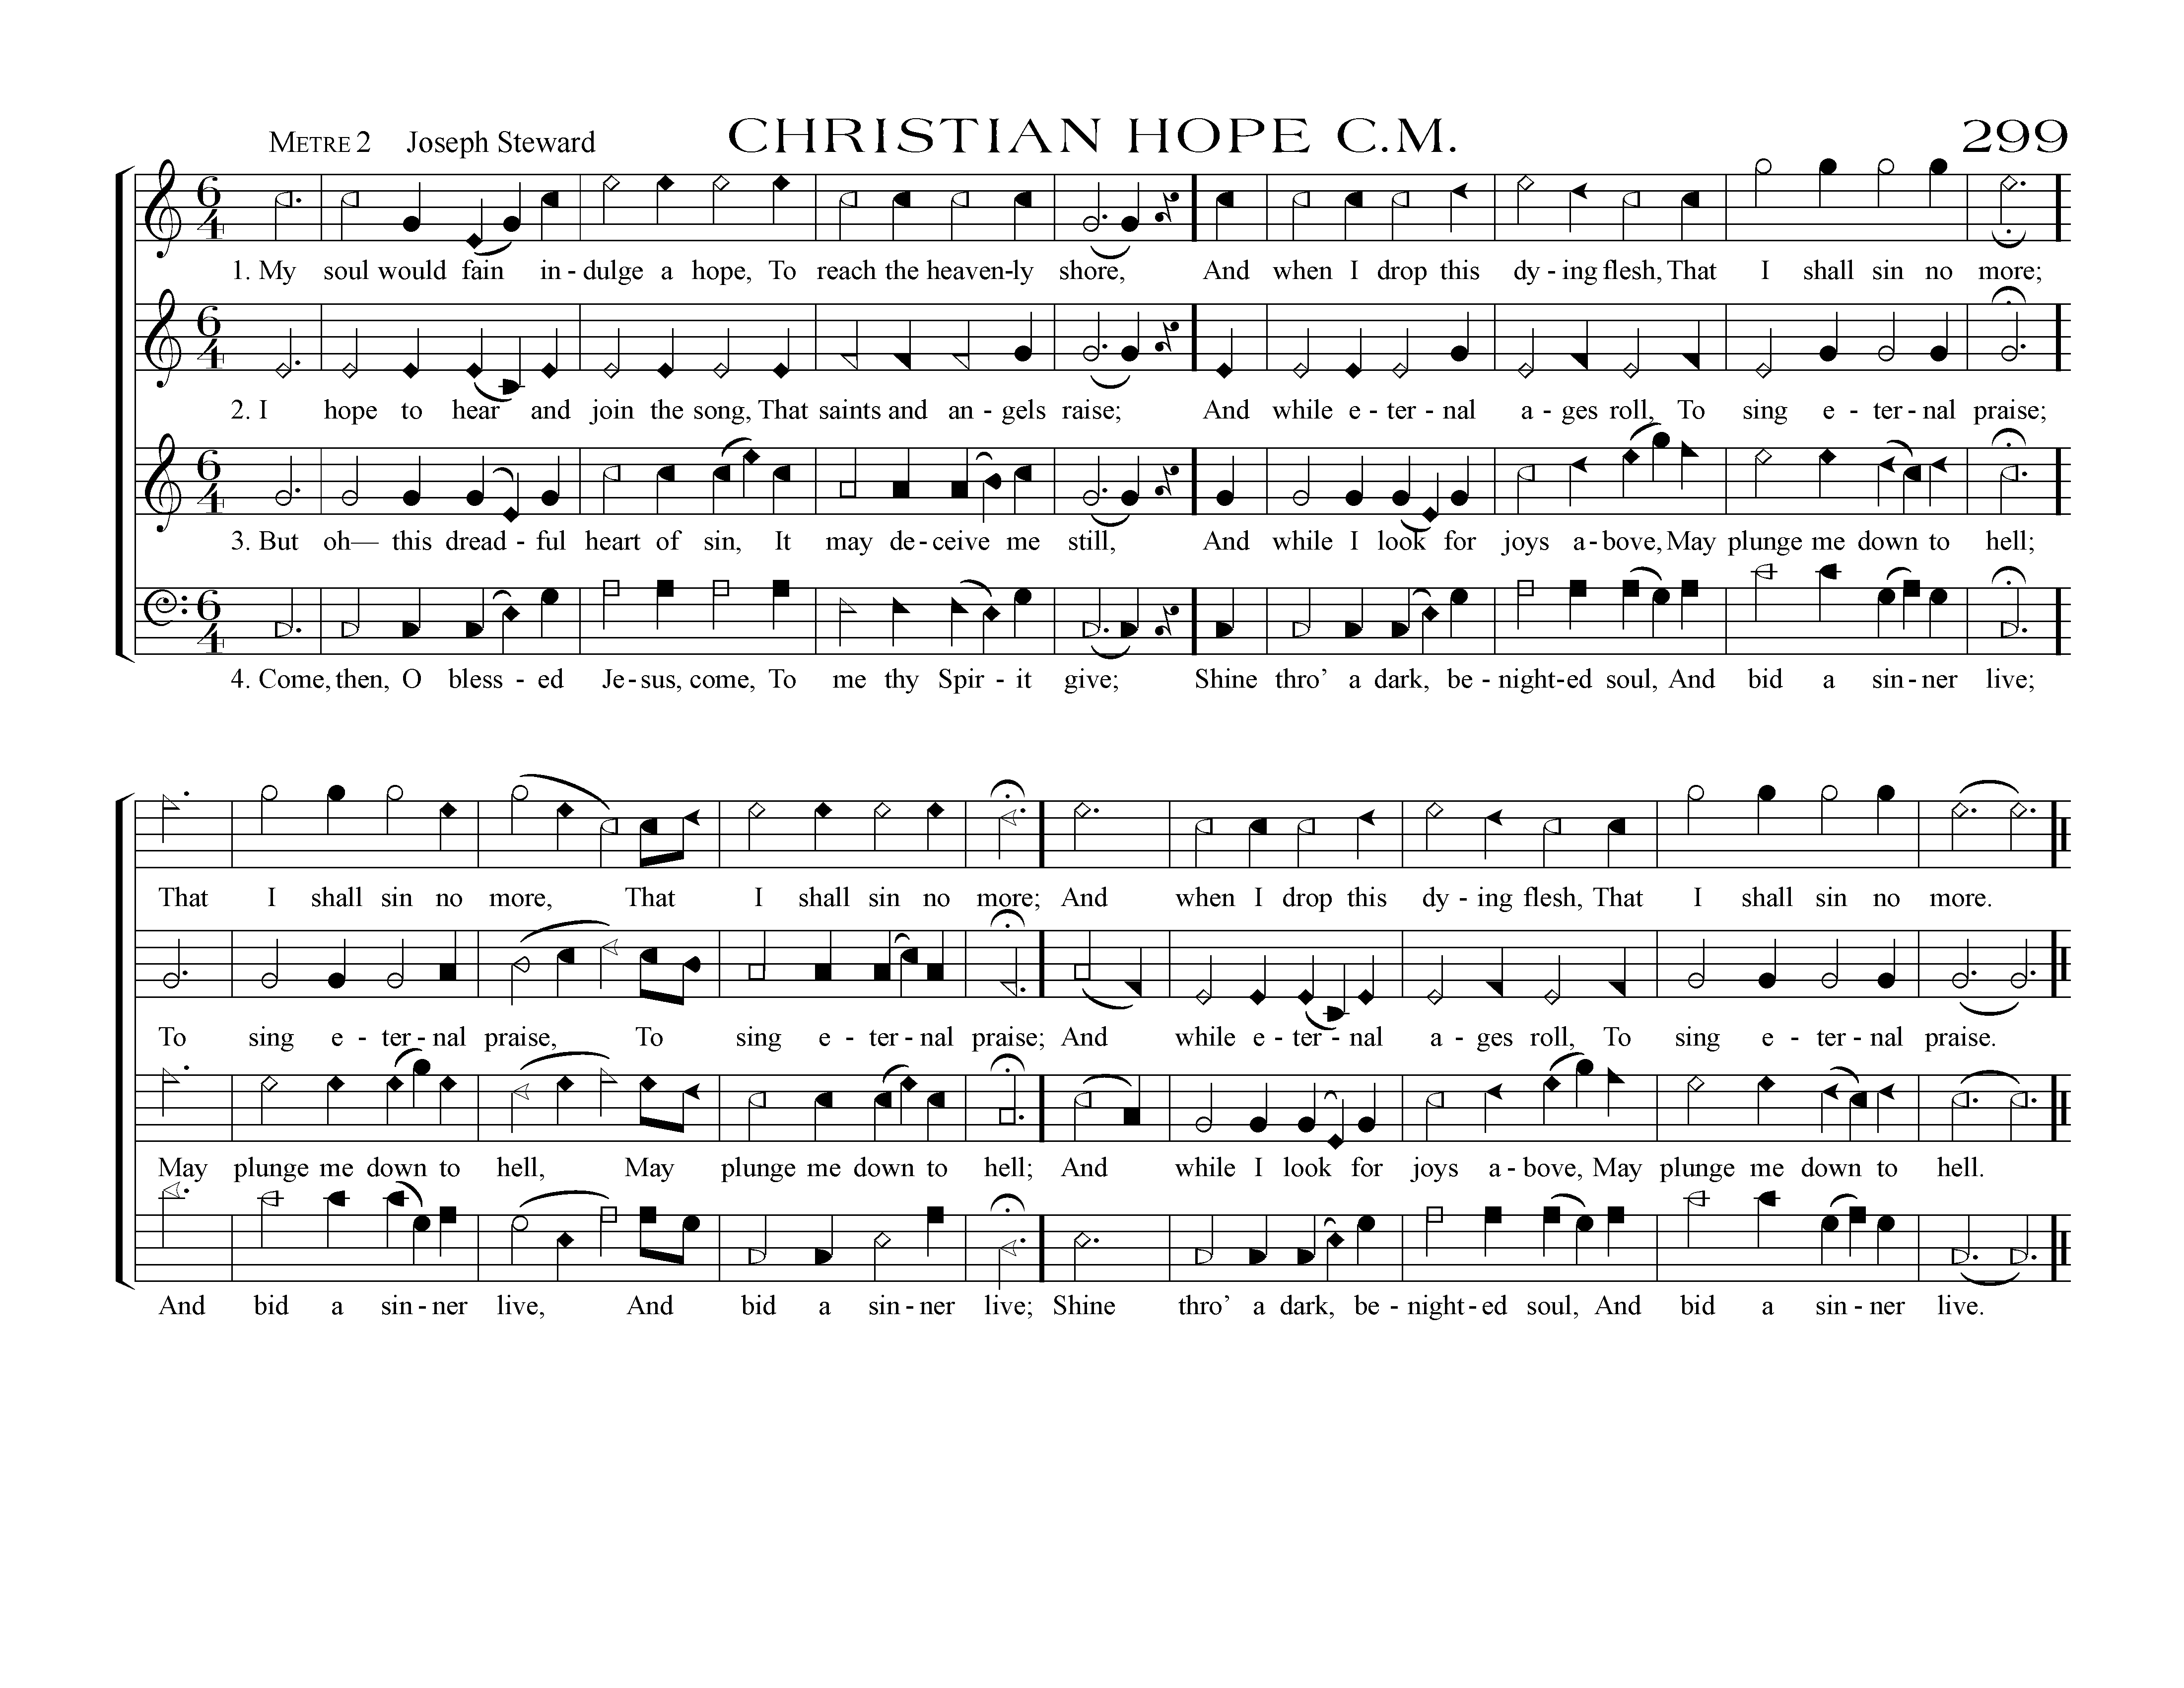 METRE 2 Joseph Steward CHRISTIAN HOPE C.M. 299
6 4
1. My soul would fain in - dulge a hope, To reach the heaven-ly shore, And when I drop this dy - ing flesh, That I shall sin no more;
6 4
2. I hope to hear and join the song, That saints and an - gels raise; And while e - ter - nal a - ges roll, To sing e - ter - nal praise;
6 4
3. But oh— this dread - ful heart of sin, It may de - ceive me still, And while I look for joys a - bove, May plunge me down to hell;
6 4
4. Come, then, O bless - ed Je - sus, come, To me thy Spir - it give; Shine thro’ a dark, be - night - ed soul, And bid a sin - ner live;
That I shall sin no more, That I shall sin no more; And when I drop this dy - ing flesh, That I shall sin no more.
To sing e - ter - nal praise, To sing e - ter - nal praise; And while e - ter - nal a - ges roll, To sing e - ter - nal praise.
May plunge me down to hell, May plunge me down to hell; And while I look for joys a - bove, May plunge me down to hell.
And bid a sin - ner live, And bid a sin - ner live; Shine thro’ a dark, be - night - ed soul, And bid a sin - ner live.